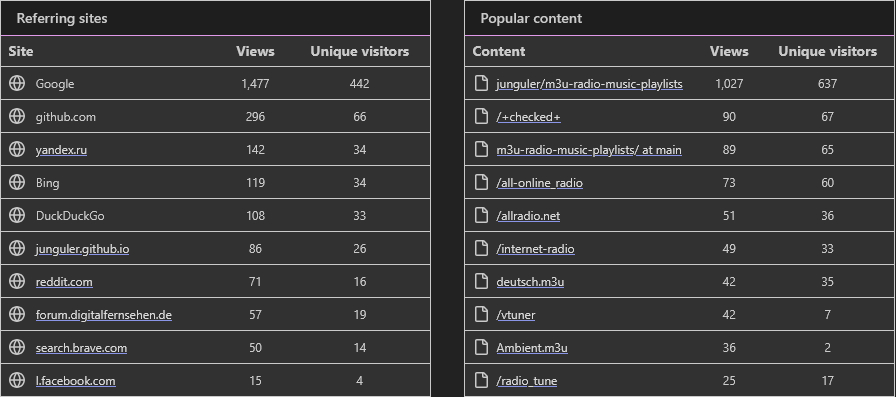 Referring sites
Site Views Unique visitors
Google 1,477 442
github.com 296 66
yandex.ru 142 34
Bing 119 34
DuckDuckGo 108 33
junguler.github.io 86 26
reddit.com 71 16
forum.digitalfernsehen.de 57 19
search.brave.com 50 14
l.facebook.com 15 4
Popular content
Content Views Unique visitors
junguler/m3u-radio-music-playlists 1,027 637
/+checked+ 90 67
m3u-radio-music-playlists/ at main 89 65
/all-online_radio 73 60
/allradio.net 51 36
/internet-radio 49 33
deutsch.m3u 42 35
/vtuner 42 7
Ambient.m3u 36 2
/radio_tune 25 17